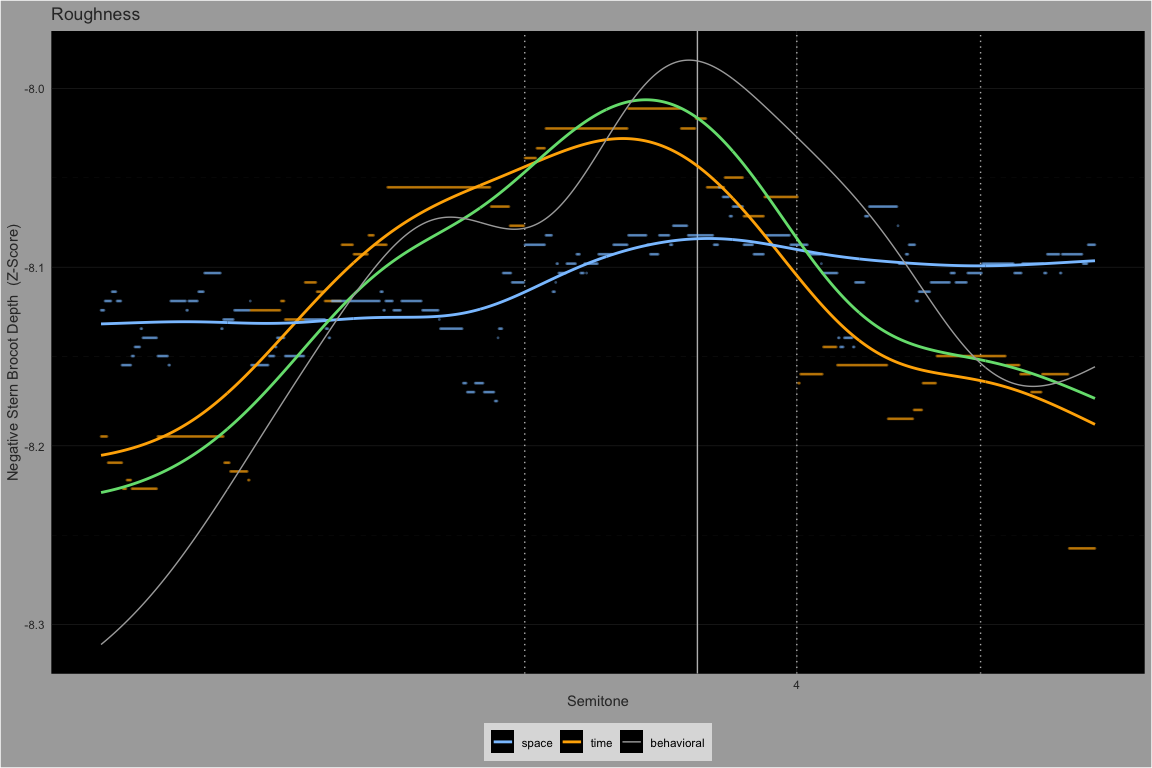 Roughness
Negative Stern Brocot Depth (Z-Score)
-8.0
-8.1
-8.2
-8.3
4
Semitone
space time behavioral